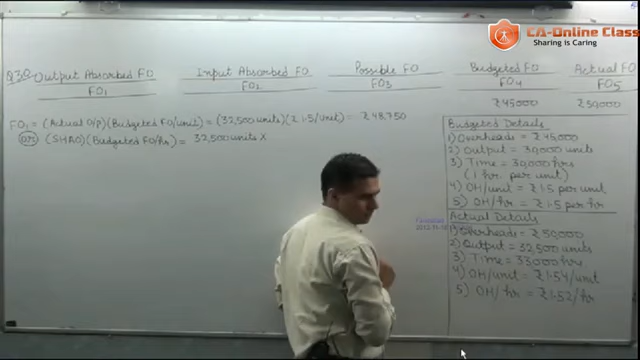 CA-Online Class
Sharing is Caring
Q30 Output Absorbed FO Input Absorbed FO Possible FO Budgeted FO Actual FO
FO1 FO2 FO3 FO4 FO5
₹45000 ₹50000
FO1 = (Actual O/p)(Budgeted FO/unit) = (32,500 units)(₹1.5/unit) = ₹48,750
OR (SHAO)(Budgeted FO/hr) = 32,500 units X
Budgeted Details
1) Overheads = ₹45,000
2) Output = 30,000 units
3) Time = 30,000 hrs
(1 hr. per unit)
4) OH/unit = ₹1.5 per unit
5) OH/hr = ₹1.5 per hr
Actual Details
1) Overheads = ₹50,000
2) Output = 32,500 units
3) Time = 33,000 hrs
4) OH/unit = ₹1.54/unit
5) OH/hr = ₹1.52/hr